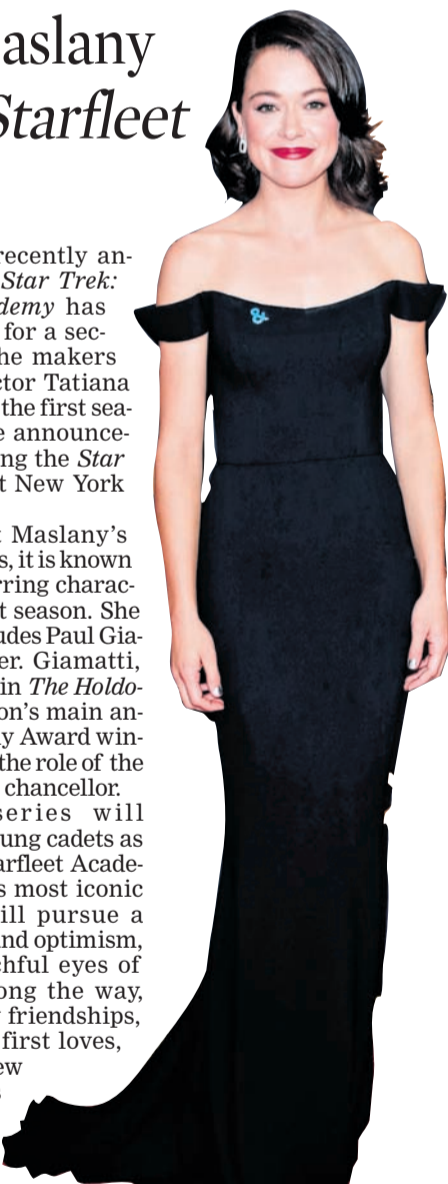 aslany
Starfleet
recently an-
Star Trek:
demy has
for a sec-
he makers
ctor Tatiana
the first sea-
e announce-
ng the Star
t New York
t Maslany's
s, it is known
rring charac-
t season. She
udes Paul Gia-
er. Giamatti,
in The Holdo-
on's main an-
y Award win-
the role of the
chancellor.
series will
ung cadets as
arfleet Acade-
s most iconic
ill pursue a
nd optimism,
chful eyes of
ong the way,
friendships,
first loves,
ew
&